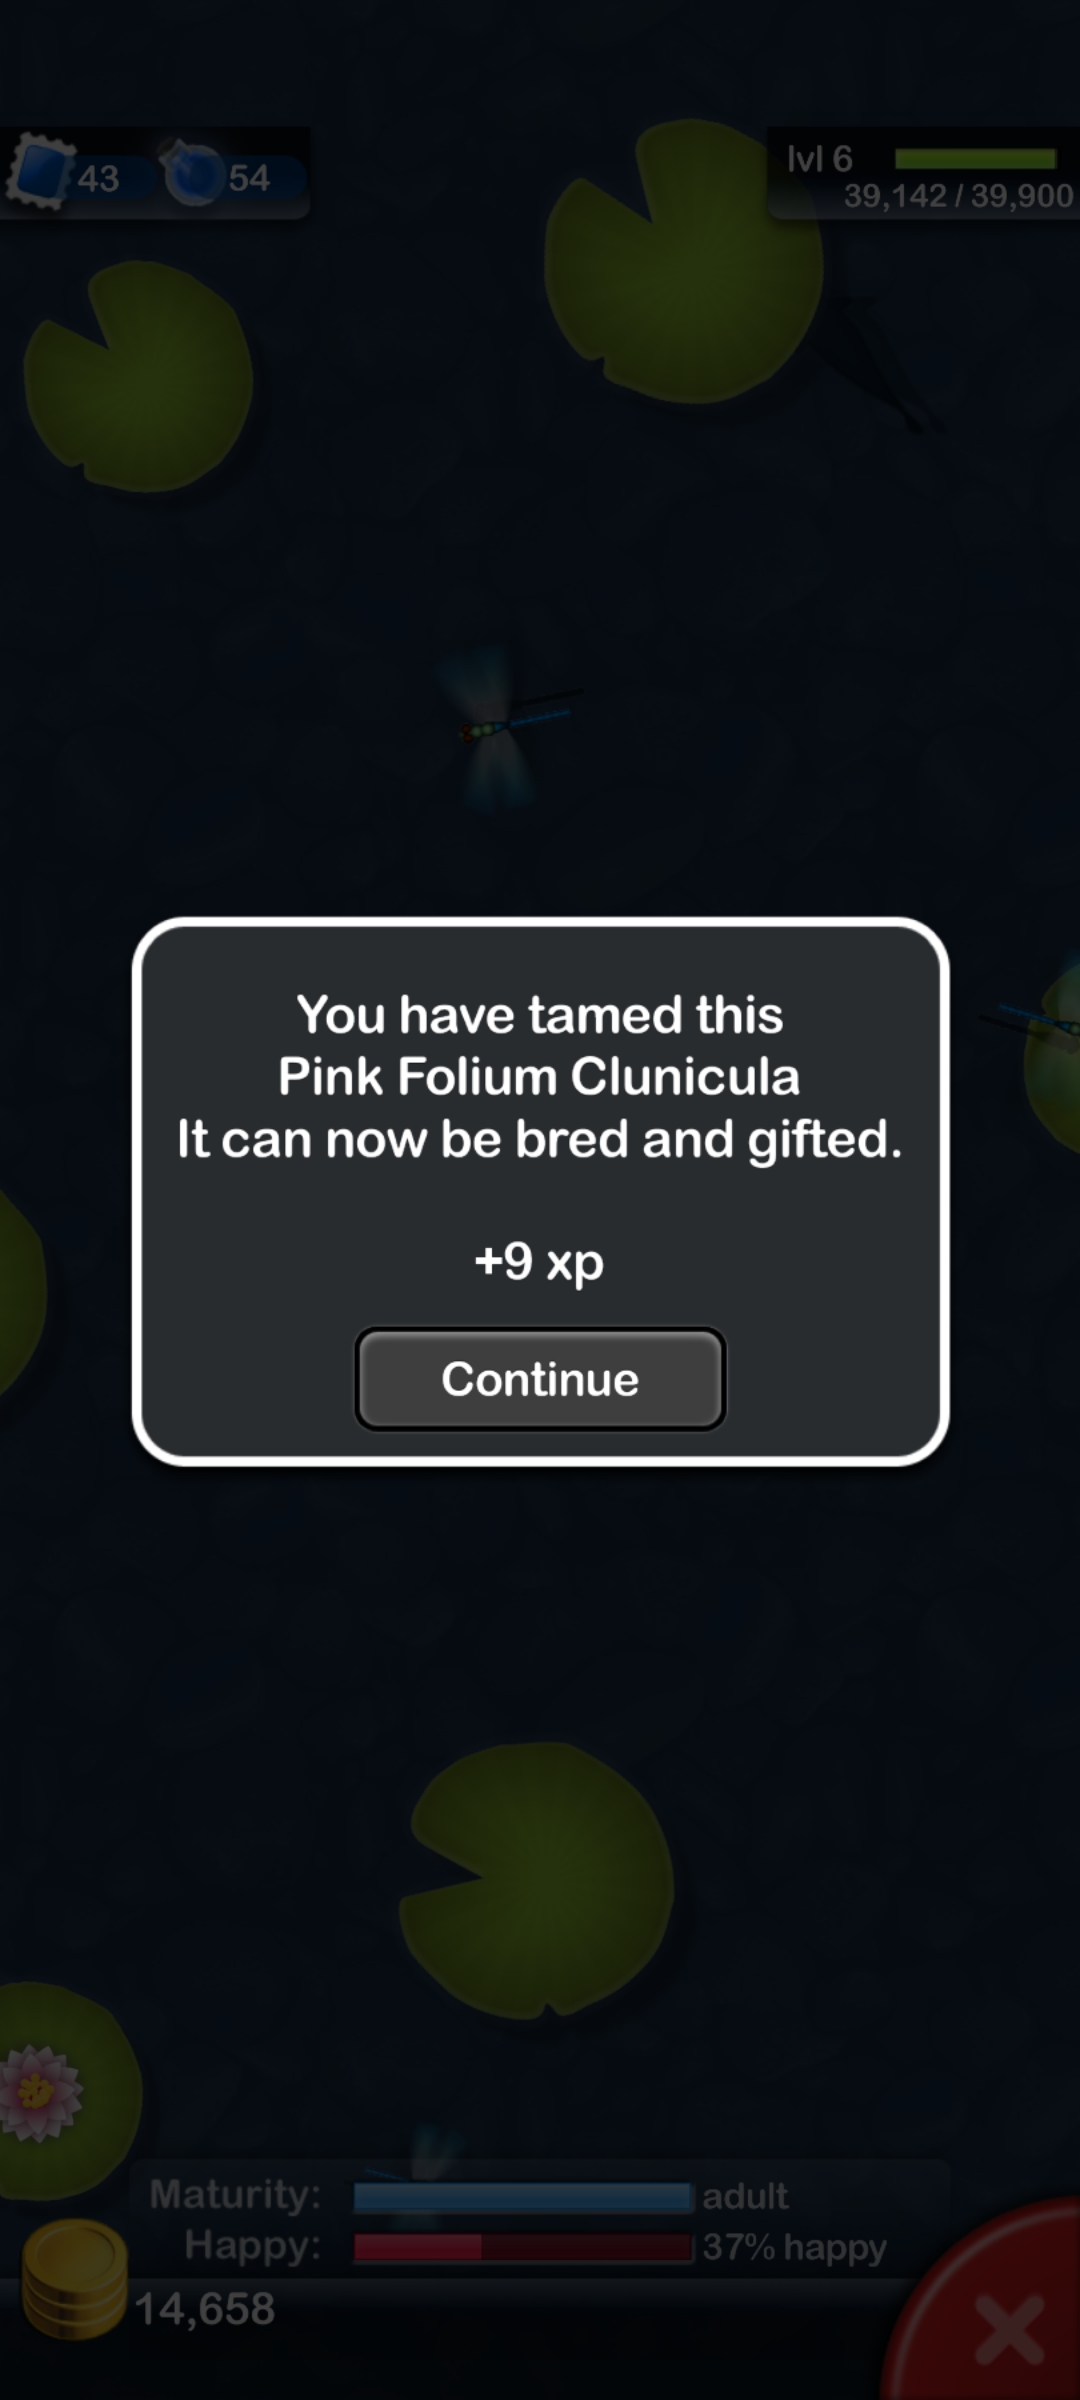 43
54
lvl 6
39,142 / 39,900
You have tamed this
Pink Folium Clunicula
It can now be bred and gifted.
+9 xp
Continue
Maturity: adult
Happy: 37% happy
14,658